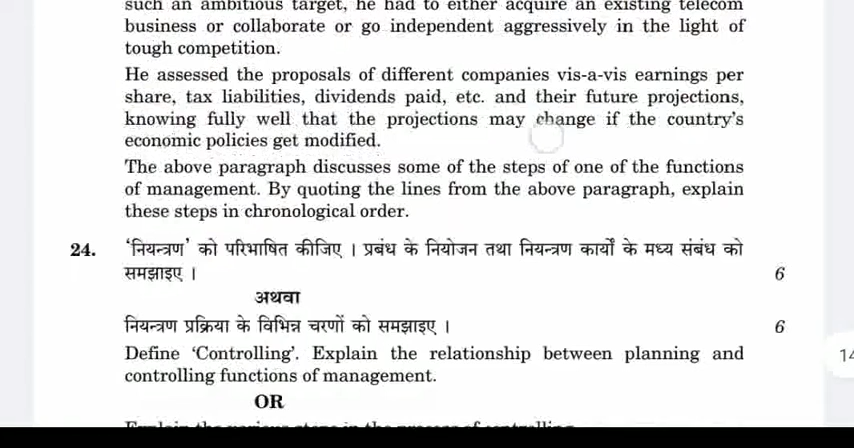 such an ambitious target, he had to either acquire an existing telecom
business or collaborate or go independent aggressively in the light of
tough competition.
He assessed the proposals of different companies vis-a-vis earnings per
share, tax liabilities, dividends paid, etc. and their future projections,
knowing fully well that the projections may change if the country's
economic policies get modified.
The above paragraph discusses some of the steps of one of the functions
of management. By quoting the lines from the above paragraph, explain
these steps in chronological order.
24. 'नियन्त्रण' को परिभाषित कीजिए । प्रबंध के नियोजन तथा नियन्त्रण कार्यों के मध्य संबंध को
समझाइए । 6
अथवा
नियन्त्रण प्रक्रिया के विभिन्न चरणों को समझाइए । 6
Define 'Controlling'. Explain the relationship between planning and
controlling functions of management.
14
OR